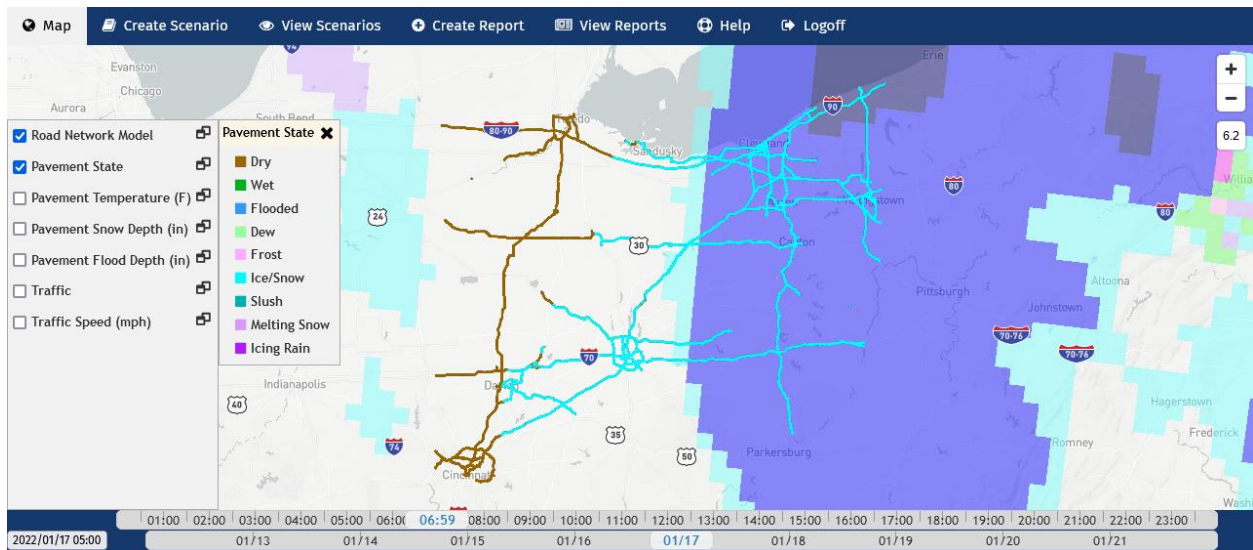 Map Create Scenario View Scenarios Create Report View Reports Help Logoff
94
Evanston
Chicago
Aurora
South Bend
Erie
90
+
−
6.2
Road Network Model
Pavement State
Pavement Temperature (F)
Pavement Snow Depth (in)
Pavement Flood Depth (in)
Traffic
Traffic Speed (mph)
Pavement State
Dry
Wet
Flooded
Dew
Frost
Ice/Snow
Slush
Melting Snow
Icing Rain
80-90
Sandusky
80
80
24
30
Altoona
Pittsburgh
Johnstown
70-76
70-76
70
Indianapolis
40
74
35
50
Hagerstown
Frederick
Romney
Parkersburg
01:00 02:00 03:00 04:00 05:00 06:59 08:00 09:00 10:00 11:00 12:00 13:00 14:00 15:00 16:00 17:00 18:00 19:00 20:00 21:00 22:00 23:00
2022/01/17 05:00 01/13 01/14 01/15 01/16 01/17 01/18 01/19 01/20 01/21